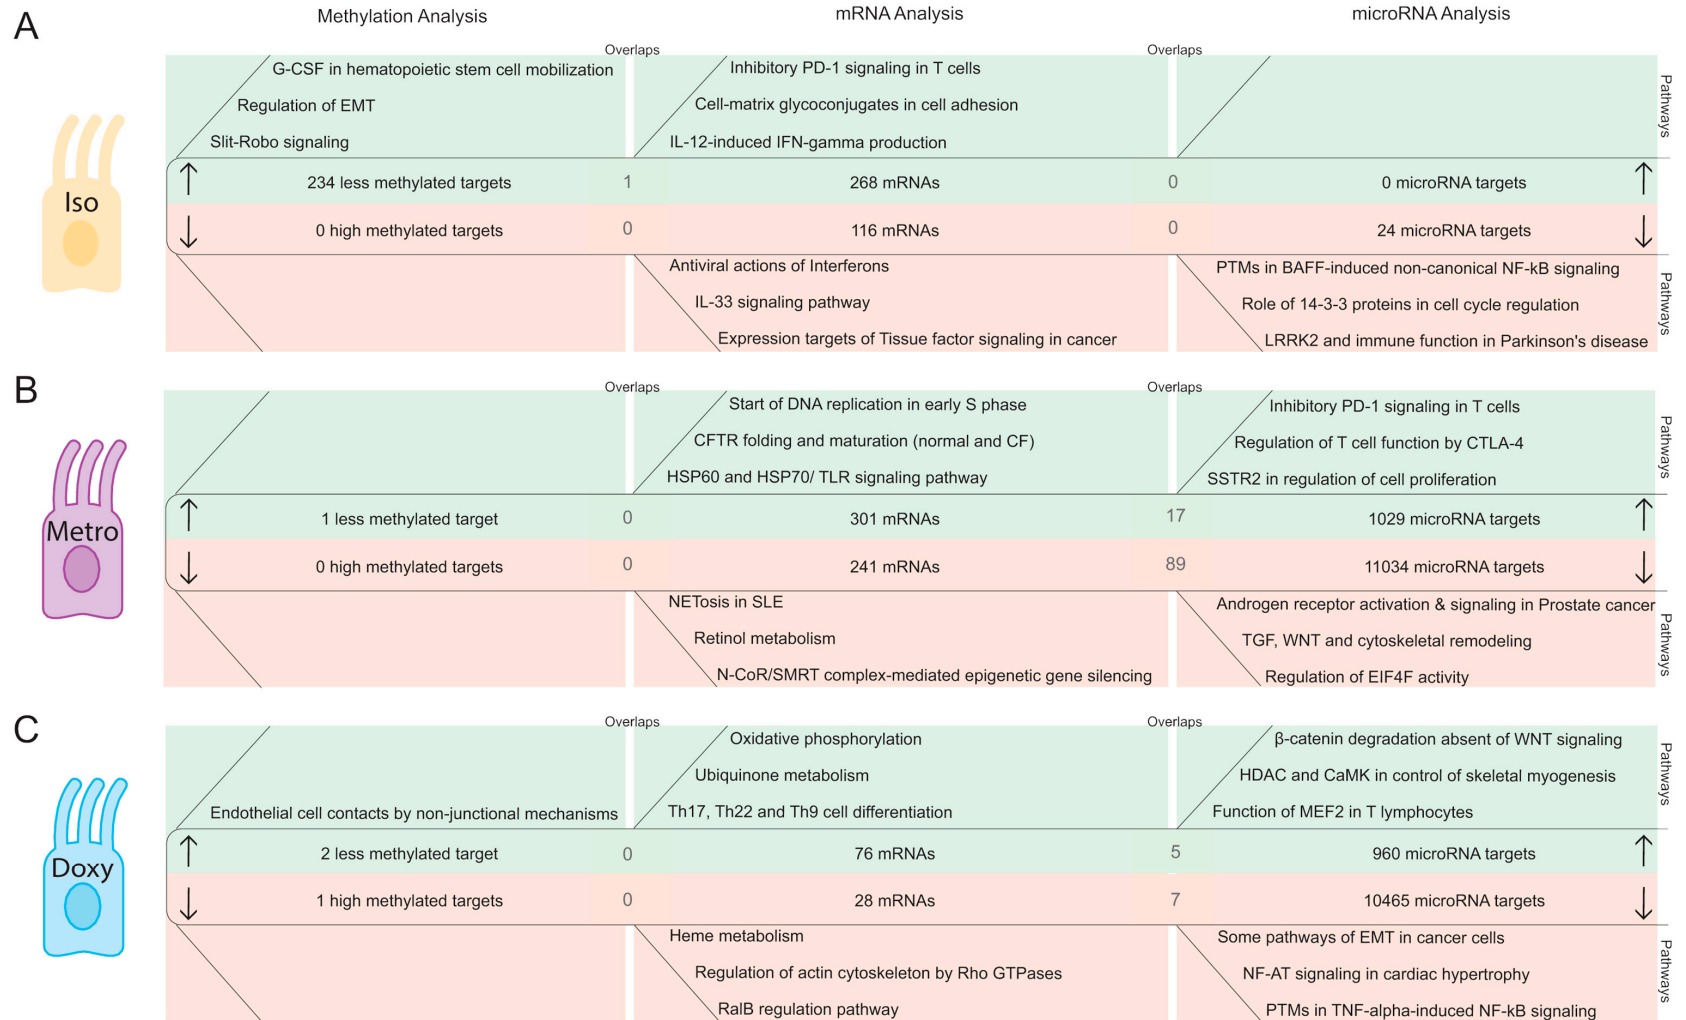 A
Methylation Analysis
mRNA Analysis
microRNA Analysis
Overlaps
Overlaps
G-CSF in hematopoietic stem cell mobilization
Inhibitory PD-1 signaling in T cells
Regulation of EMT
Cell-matrix glycoconjugates in cell adhesion
Slit-Robo signaling
IL-12-induced IFN-gamma production
Pathways
Iso
234 less methylated targets
1
268 mRNAs
0
0 microRNA targets
0 high methylated targets
0
116 mRNAs
0
24 microRNA targets
Antiviral actions of Interferons
PTMs in BAFF-induced non-canonical NF-kB signaling
IL-33 signaling pathway
Role of 14-3-3 proteins in cell cycle regulation
Expression targets of Tissue factor signaling in cancer
LRRK2 and immune function in Parkinson's disease
Pathways
B
Overlaps
Overlaps
Start of DNA replication in early S phase
Inhibitory PD-1 signaling in T cells
CFTR folding and maturation (normal and CF)
Regulation of T cell function by CTLA-4
HSP60 and HSP70/ TLR signaling pathway
SSTR2 in regulation of cell proliferation
Pathways
Metro
1 less methylated target
0
301 mRNAs
17
1029 microRNA targets
0 high methylated targets
0
241 mRNAs
89
11034 microRNA targets
NETosis in SLE
Androgen receptor activation & signaling in Prostate cancer
Retinol metabolism
TGF, WNT and cytoskeletal remodeling
N-CoR/SMRT complex-mediated epigenetic gene silencing
Regulation of EIF4F activity
Pathways
C
Overlaps
Overlaps
Oxidative phosphorylation
β-catenin degradation absent of WNT signaling
Ubiquinone metabolism
HDAC and CaMK in control of skeletal myogenesis
Endothelial cell contacts by non-junctional mechanisms
Th17, Th22 and Th9 cell differentiation
Function of MEF2 in T lymphocytes
Pathways
Doxy
2 less methylated target
0
76 mRNAs
5
960 microRNA targets
1 high methylated targets
0
28 mRNAs
7
10465 microRNA targets
Heme metabolism
Some pathways of EMT in cancer cells
Regulation of actin cytoskeleton by Rho GTPases
NF-AT signaling in cardiac hypertrophy
RalB regulation pathway
PTMs in TNF-alpha-induced NF-kB signaling
Pathways